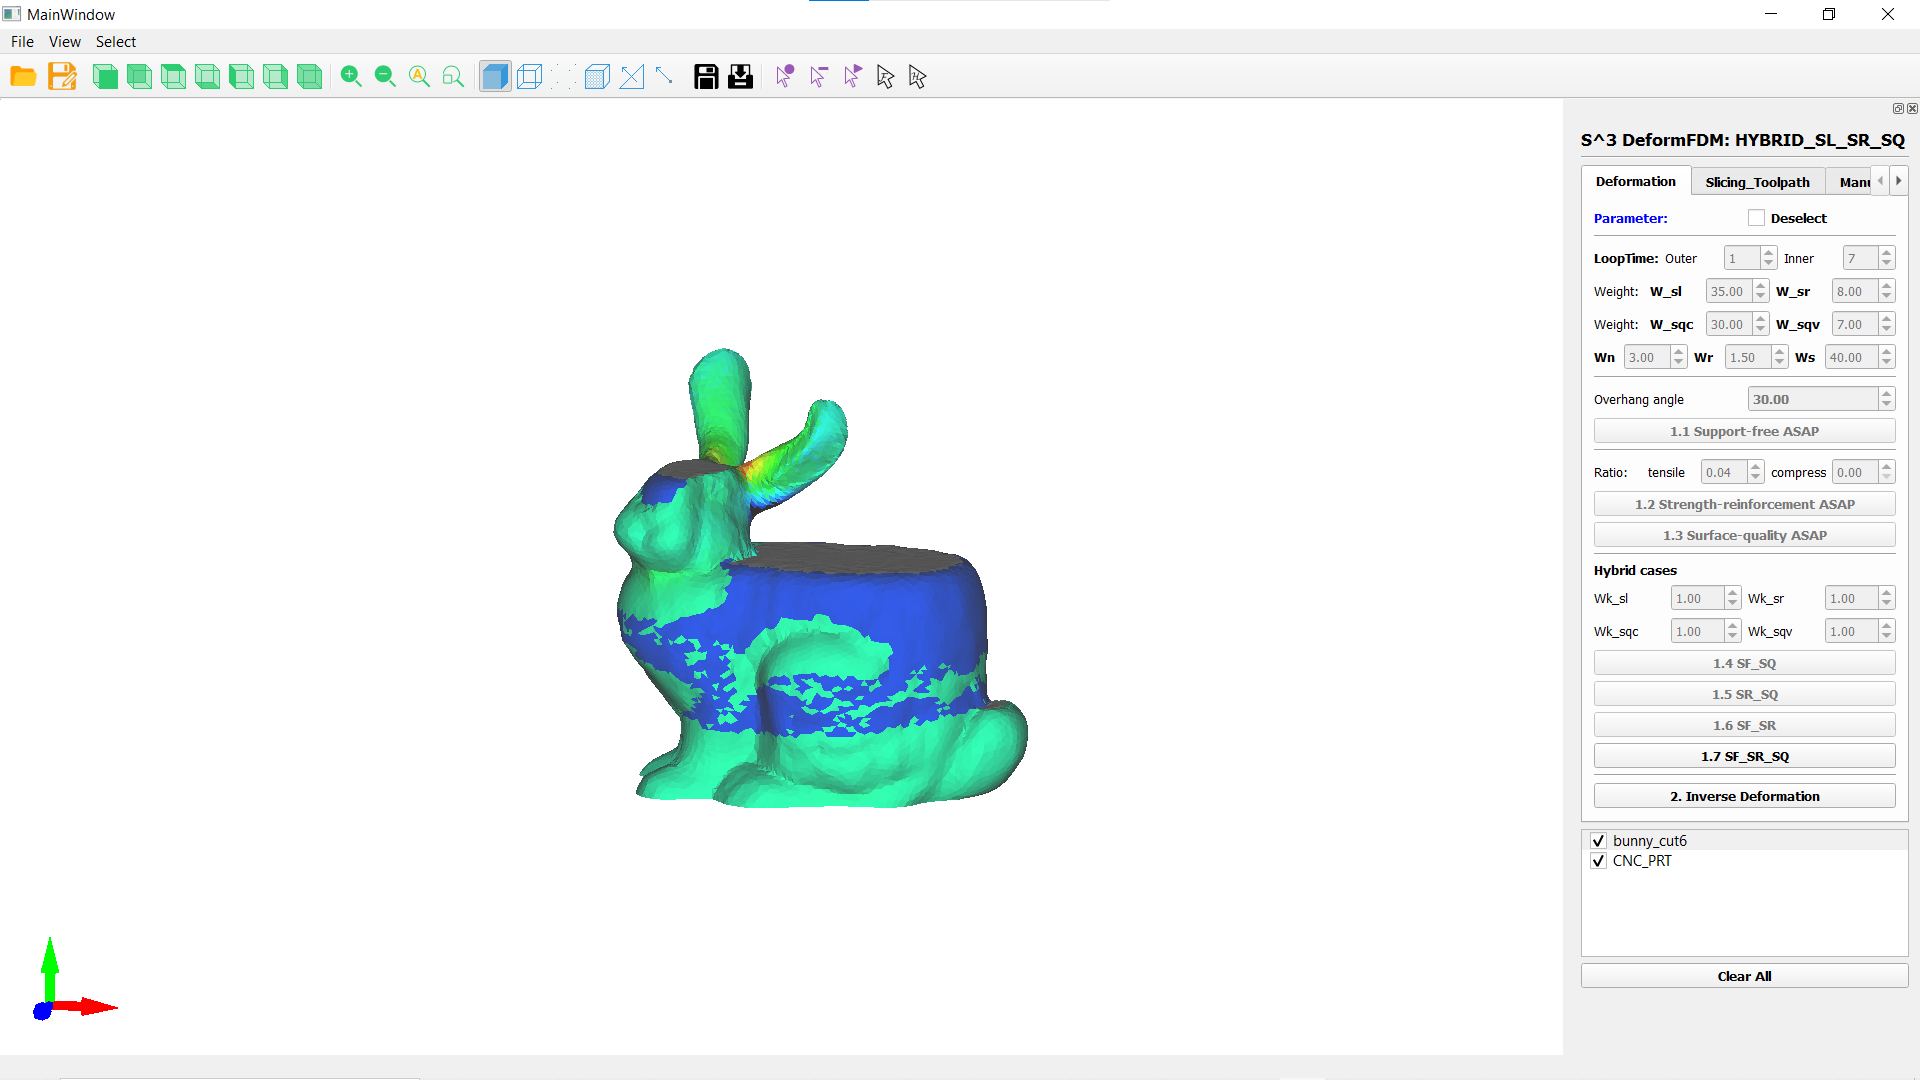 MainWindow
File View Select
S^3 DeformFDM: HYBRID_SL_SR_SQ
Deformation Slicing_Toolpath
Parameter: Deselect
LoopTime: Outer 1 Inner 7
Weight: W_sl 35.00 W_sr 8.00
Weight: W_sqc 30.00 W_sqv 7.00
Wn 3.00 Wr 1.50 Ws 40.00
Overhang angle 30.00
1.1 Support-free ASAP
Ratio: tensile 0.04 compress 0.00
1.2 Strength-reinforcement ASAP
1.3 Surface-quality ASAP
Hybrid cases
Wk_sl 1.00 Wk_sr 1.00
Wk_sqc 1.00 Wk_sqv 1.00
1.4 SF_SQ
1.5 SR_SQ
1.6 SF_SR
1.7 SF_SR_SQ
2. Inverse Deformation
bunny_cut6
CNC_PRT
Clear All